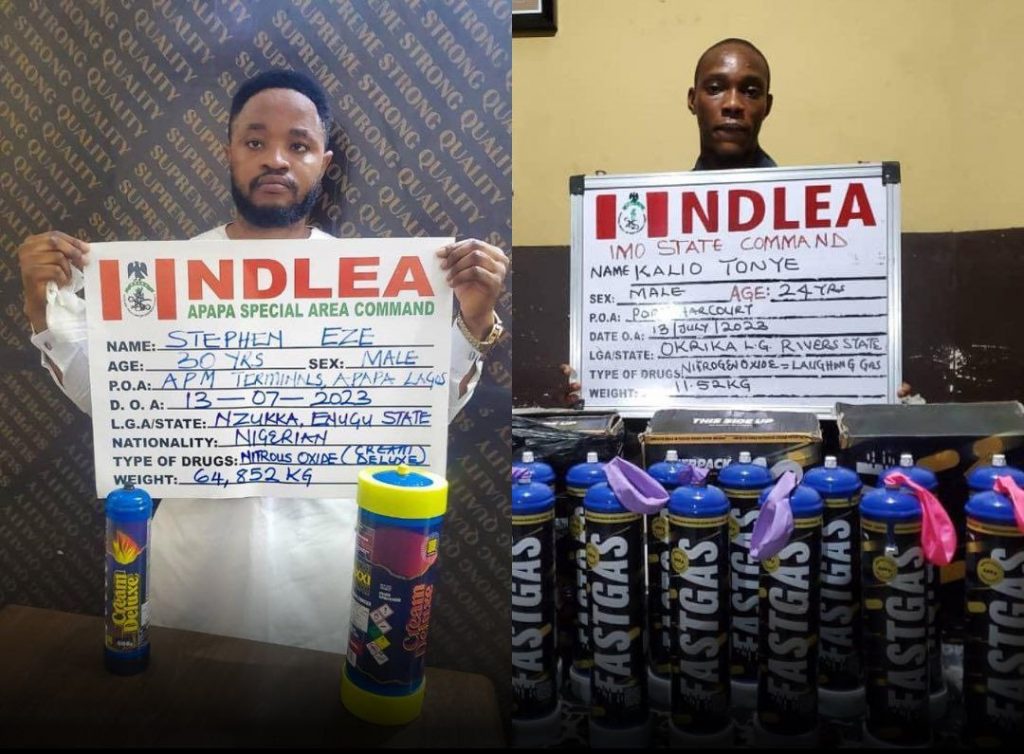 SUPREME STRONG QUALITY
NDLEA
APAPA SPECIAL AREA COMMAND
NAME: STEPHEN EZE
AGE: 30 YRS SEX: MALE
P.O.A: APM TERMINALS, APAPA LAGOS
D. O. A: 13-07-2023
L.G.A/STATE: NZUKKA, ENUGU STATE
NATIONALITY: NIGERIAN
TYPE OF DRUGS: NITROUS OXIDE (CREAM DELUXE)
WEIGHT: 64,852 KG
Cream Deluxe
Cream Deluxe
NDLEA
IMO STATE COMMAND
NAME KALIO TONYE
SEX: MALE AGE: 24 YRS
P.O.A: PORT HARCOURT
DATE O.A: 13/JULY/2023
LGA/STATE: OKRIKA L.G. RIVERS STATE
TYPE OF DRUGS NITROGEN OXIDE = LAUGHING GAS
WEIGHT: 11.52KG
THIS SIDE UP
FASTGAS
FASTGAS
FASTGAS
FASTGAS
FASTGAS
FASTGAS
FASTGAS